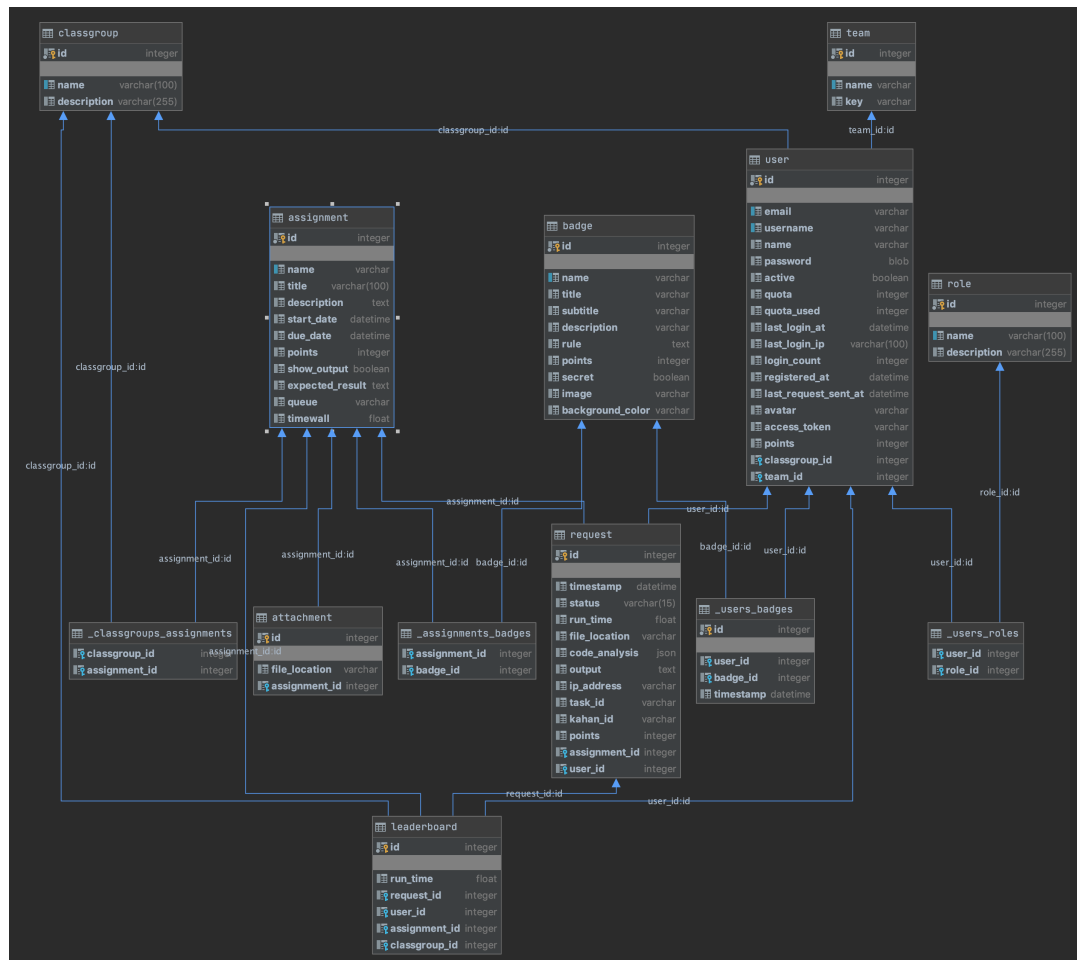 classgroup
id integer
name varchar(100)
description varchar(255)
team
id integer
name varchar
key varchar
classgroup_id:id
team_id:id
user
id integer
email varchar
username varchar
name varchar
password blob
active boolean
quota integer
quota_used integer
last_login_at datetime
last_login_ip varchar(100)
login_count integer
registered_at datetime
last_request_sent_at datetime
avatar varchar
access_token varchar
points integer
classgroup_id integer
team_id integer
assignment
id integer
name varchar
title varchar(100)
description text
start_date datetime
due_date datetime
points integer
show_output boolean
expected_result text
queue varchar
timewall float
badge
id integer
name varchar
title varchar
subtitle varchar
description varchar
rule text
points integer
secret boolean
image varchar
background_color varchar
role
id integer
name varchar(100)
description varchar(255)
classgroup_id:id
classgroup_id:id
assignment_id:id
user_id:id
role_id:id
assignment_id:id
assignment_id:id
assignment_id:id
badge_id:id
badge_id:id
user_id:id
user_id:id
request
id integer
timestamp datetime
status varchar(15)
run_time float
file_location varchar
code_analysis json
output text
ip_address varchar
task_id varchar
kahan_id varchar
points integer
assignment_id integer
user_id integer
_classgroups_assignments
classgroup_id integer
assignment_id integer
assignment_id:id
attachment
id integer
file_location varchar
assignment_id integer
_assignments_badges
assignment_id integer
badge_id integer
_users_badges
id integer
user_id integer
badge_id integer
timestamp datetime
_users_roles
user_id integer
role_id integer
request_id:id
user_id:id
leaderboard
id integer
run_time float
request_id integer
user_id integer
assignment_id integer
classgroup_id integer